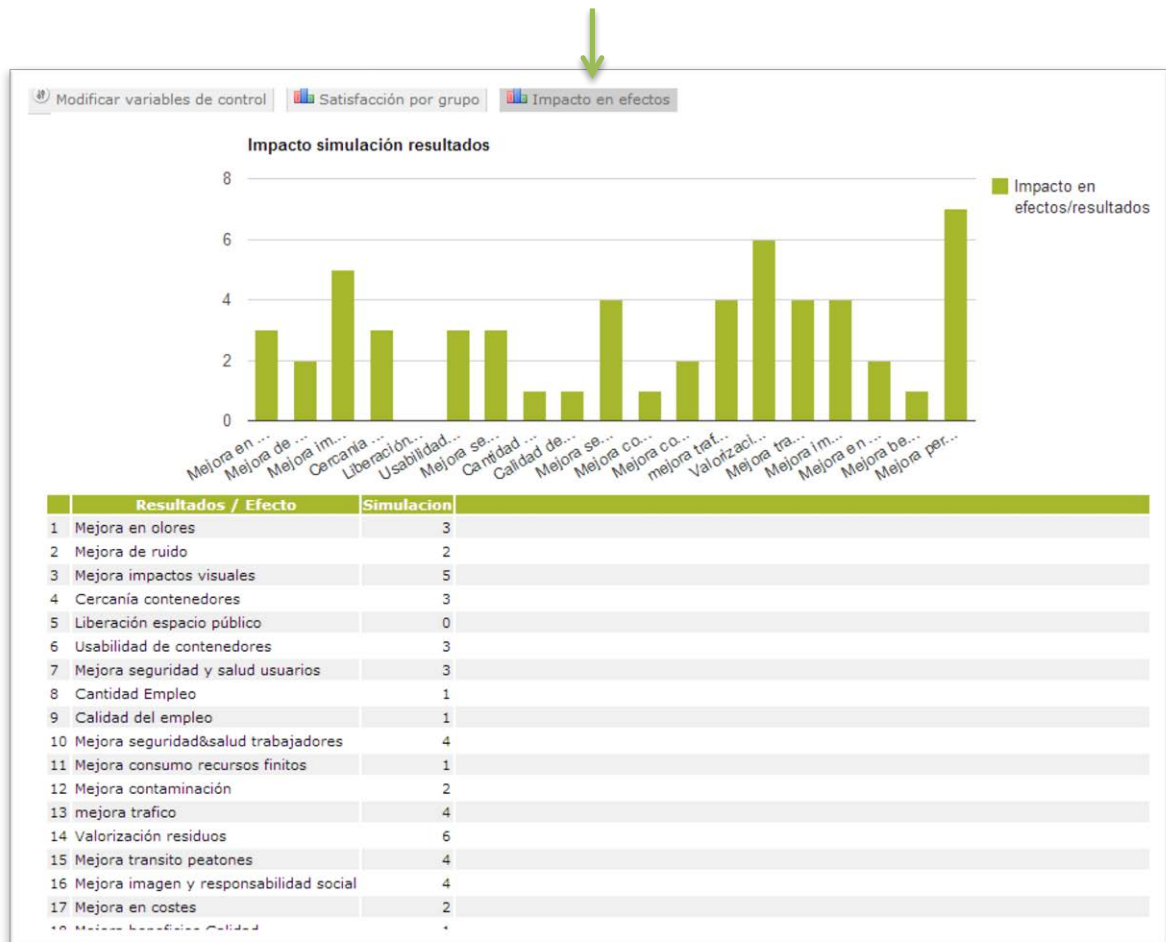 Modificar variables de control Satisfacción por grupo Impacto en efectos
Impacto simulación resultados
8
6
4
2
0
Impacto en
efectos/resultados
Mejora en ...
Mejora de ...
Mejora im...
Cercanía ...
Liberación...
Usabilidad...
Mejora se...
Cantidad ...
Calidad de...
Mejora se...
Mejora co...
Mejora co...
mejora traf...
Valorizaci...
Mejora tra...
Mejora im...
Mejora en ...
Mejora be...
Mejora per...
Resultados / Efecto Simulacion
1 Mejora en olores 3
2 Mejora de ruido 2
3 Mejora impactos visuales 5
4 Cercanía contenedores 3
5 Liberación espacio público 0
6 Usabilidad de contenedores 3
7 Mejora seguridad y salud usuarios 3
8 Cantidad Empleo 1
9 Calidad del empleo 1
10 Mejora seguridad&salud trabajadores 4
11 Mejora consumo recursos finitos 1
12 Mejora contaminación 2
13 mejora trafico 4
14 Valorización residuos 6
15 Mejora transito peatones 4
16 Mejora imagen y responsabilidad social 4
17 Mejora en costes 2